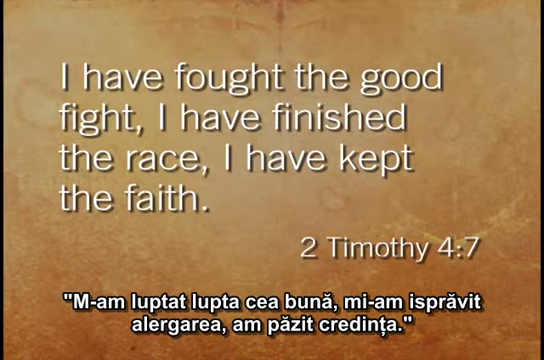 I have fought the good
fight, I have finished
the race, I have kept
the faith.
2 Timothy 4:7
"M-am luptat lupta cea bună, mi-am isprăvit
alergarea, am păzit credința."